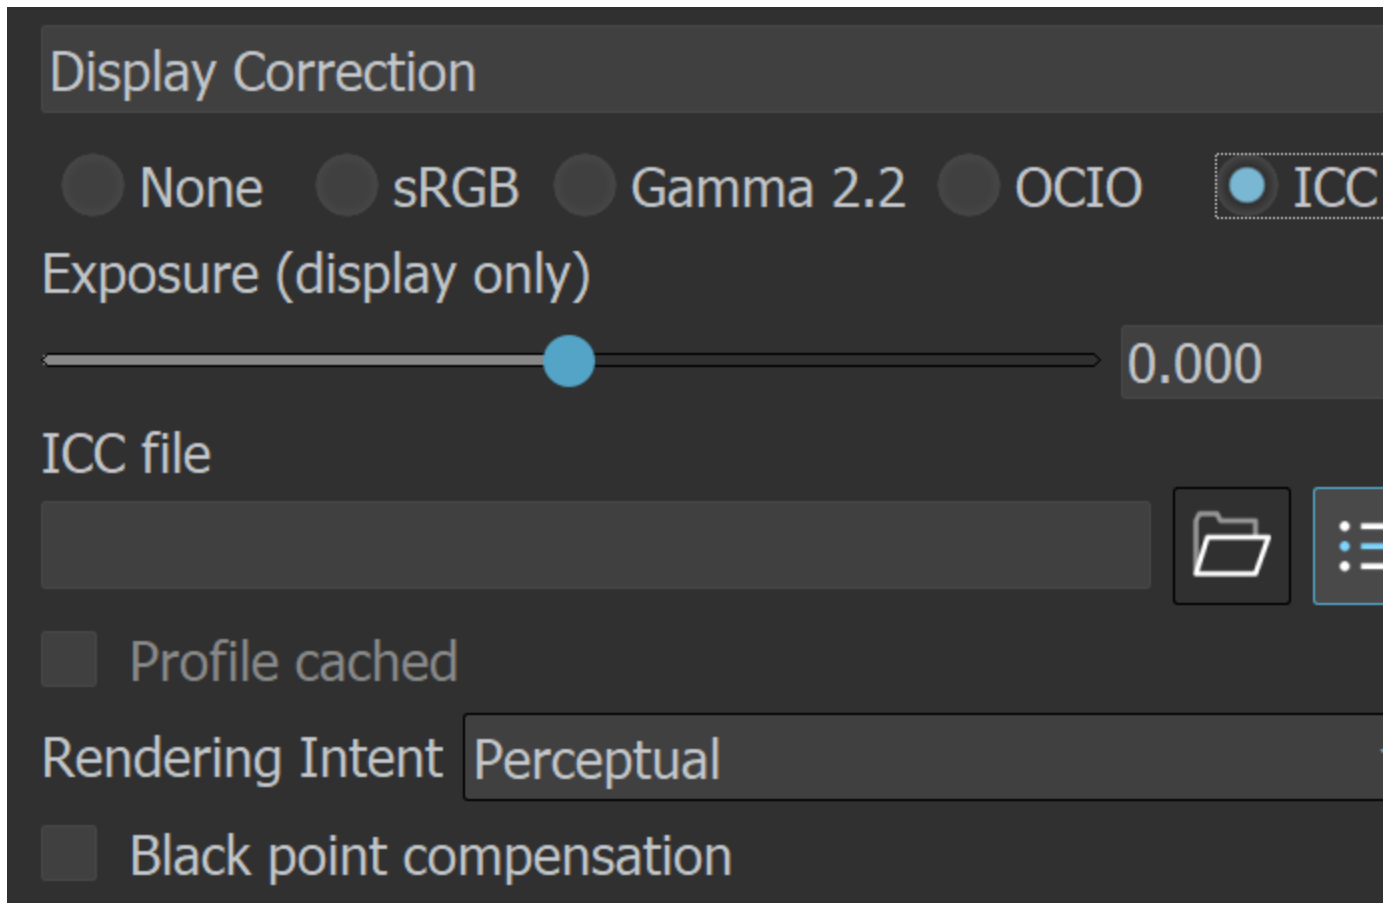 Display Correction
None sRGB Gamma 2.2 OCIO ICC
Exposure (display only)
0.000
ICC file
Profile cached
Rendering Intent Perceptual
Black point compensation